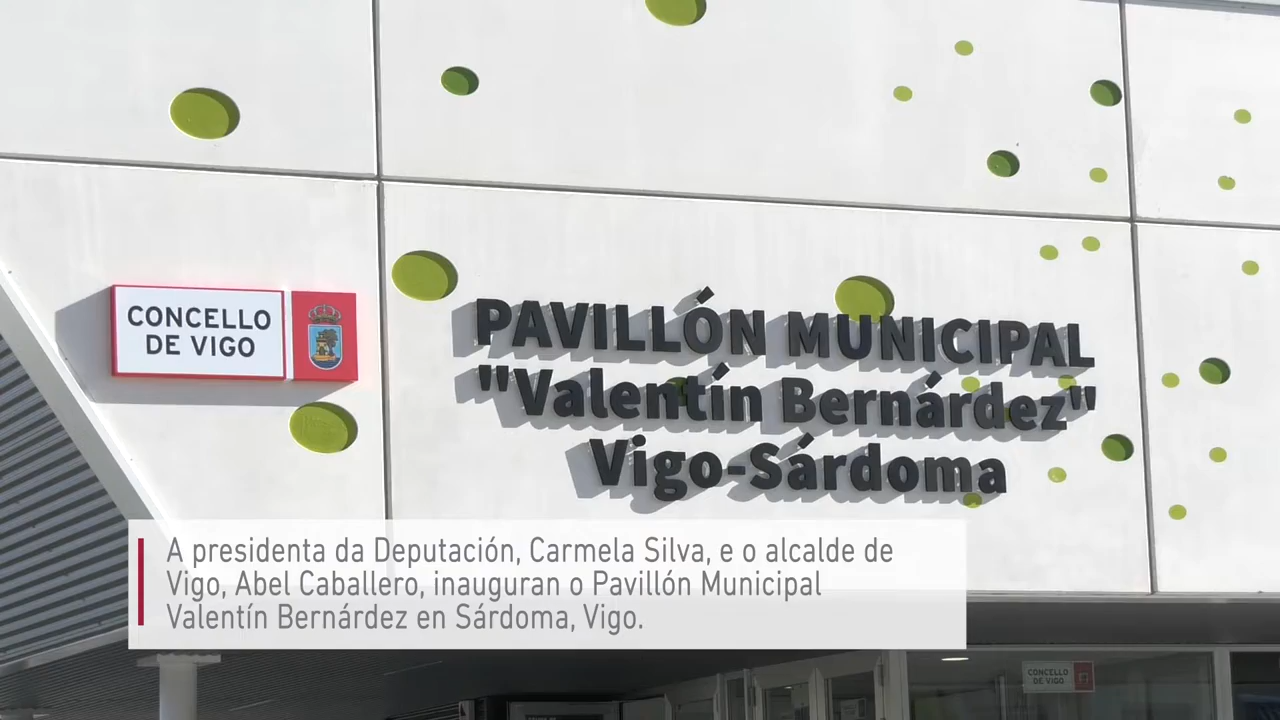 CONCELLO
DE VIGO
PAVILLÓN MUNICIPAL
"Valentín Bernárdez"
Vigo-Sárdoma
A presidenta da Deputación, Carmela Silva, e o alcalde de
Vigo, Abel Caballero, inauguran o Pavillón Municipal
Valentín Bernárdez en Sárdoma, Vigo.
CONCELLO
DE VIGO